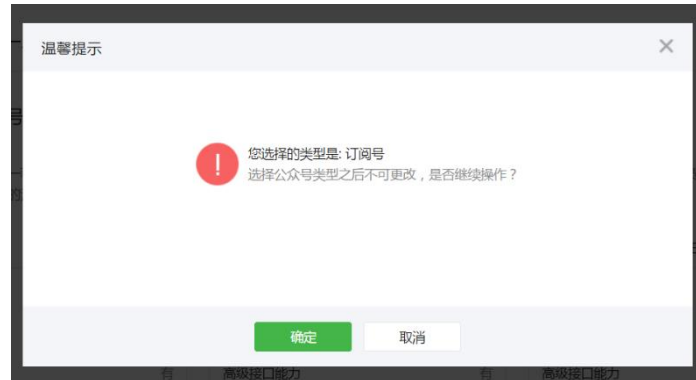 温馨提示
您选择的类型是: 订阅号
选择公众号类型之后不可更改，是否继续操作？
确定
取消
有 高级接口能力 有 高级接口能力